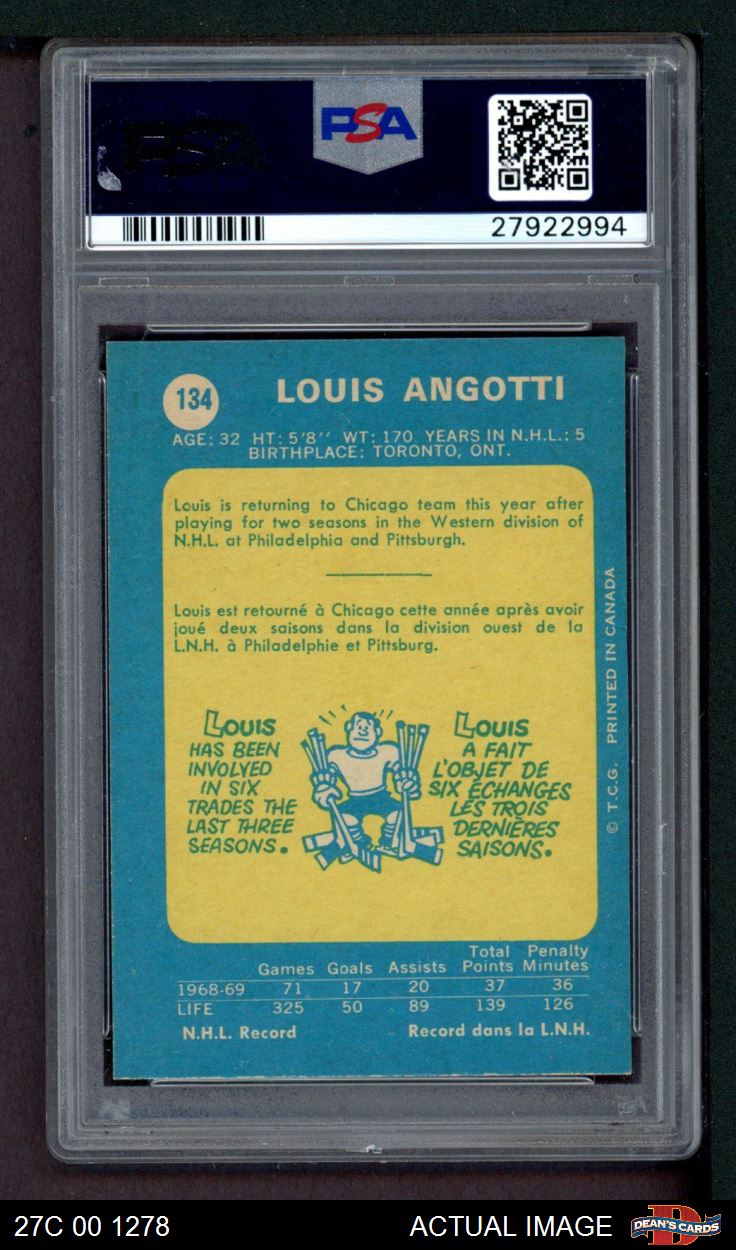 PSA
PSA
27922994
134
LOUIS ANGOTTI
AGE: 32 HT: 5'8'' WT: 170 YEARS IN N.H.L.: 5
BIRTHPLACE: TORONTO, ONT.
Louis is returning to Chicago team this year after
playing for two seasons in the Western division of
N.H.L. at Philadelphia and Pittsburgh.
Louis est retourné à Chicago cette année après avoir
joué deux saisons dans la division ouest de la
L.N.H. à Philadelphie et Pittsburg.
LOUIS
HAS BEEN
INVOLVED
IN SIX
TRADES THE
LAST THREE
SEASONS.
LOUIS
A FAIT
L'OBJET DE
SIX ÉCHANGES
LES TROIS
DERNIÈRES
SAISONS.
© T.C.G. PRINTED IN CANADA
Games Goals Assists Total Points Penalty Minutes
1968-69 71 17 20 37 36
LIFE 325 50 89 139 126
N.H.L. Record Record dans la L.N.H.
27C 00 1278 ACTUAL IMAGE DEAN'S CARDS